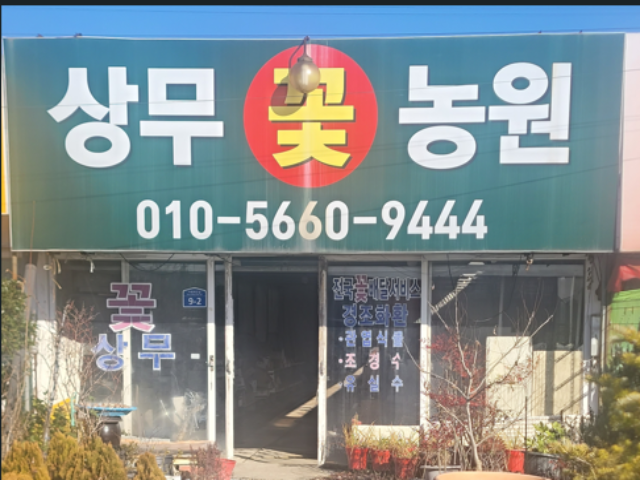 상무 꽃 농원
010-5660-9444
꽃
상무
9-2
전국꽃배달서비스
경조화환
·관엽식물
·조경수
유실수